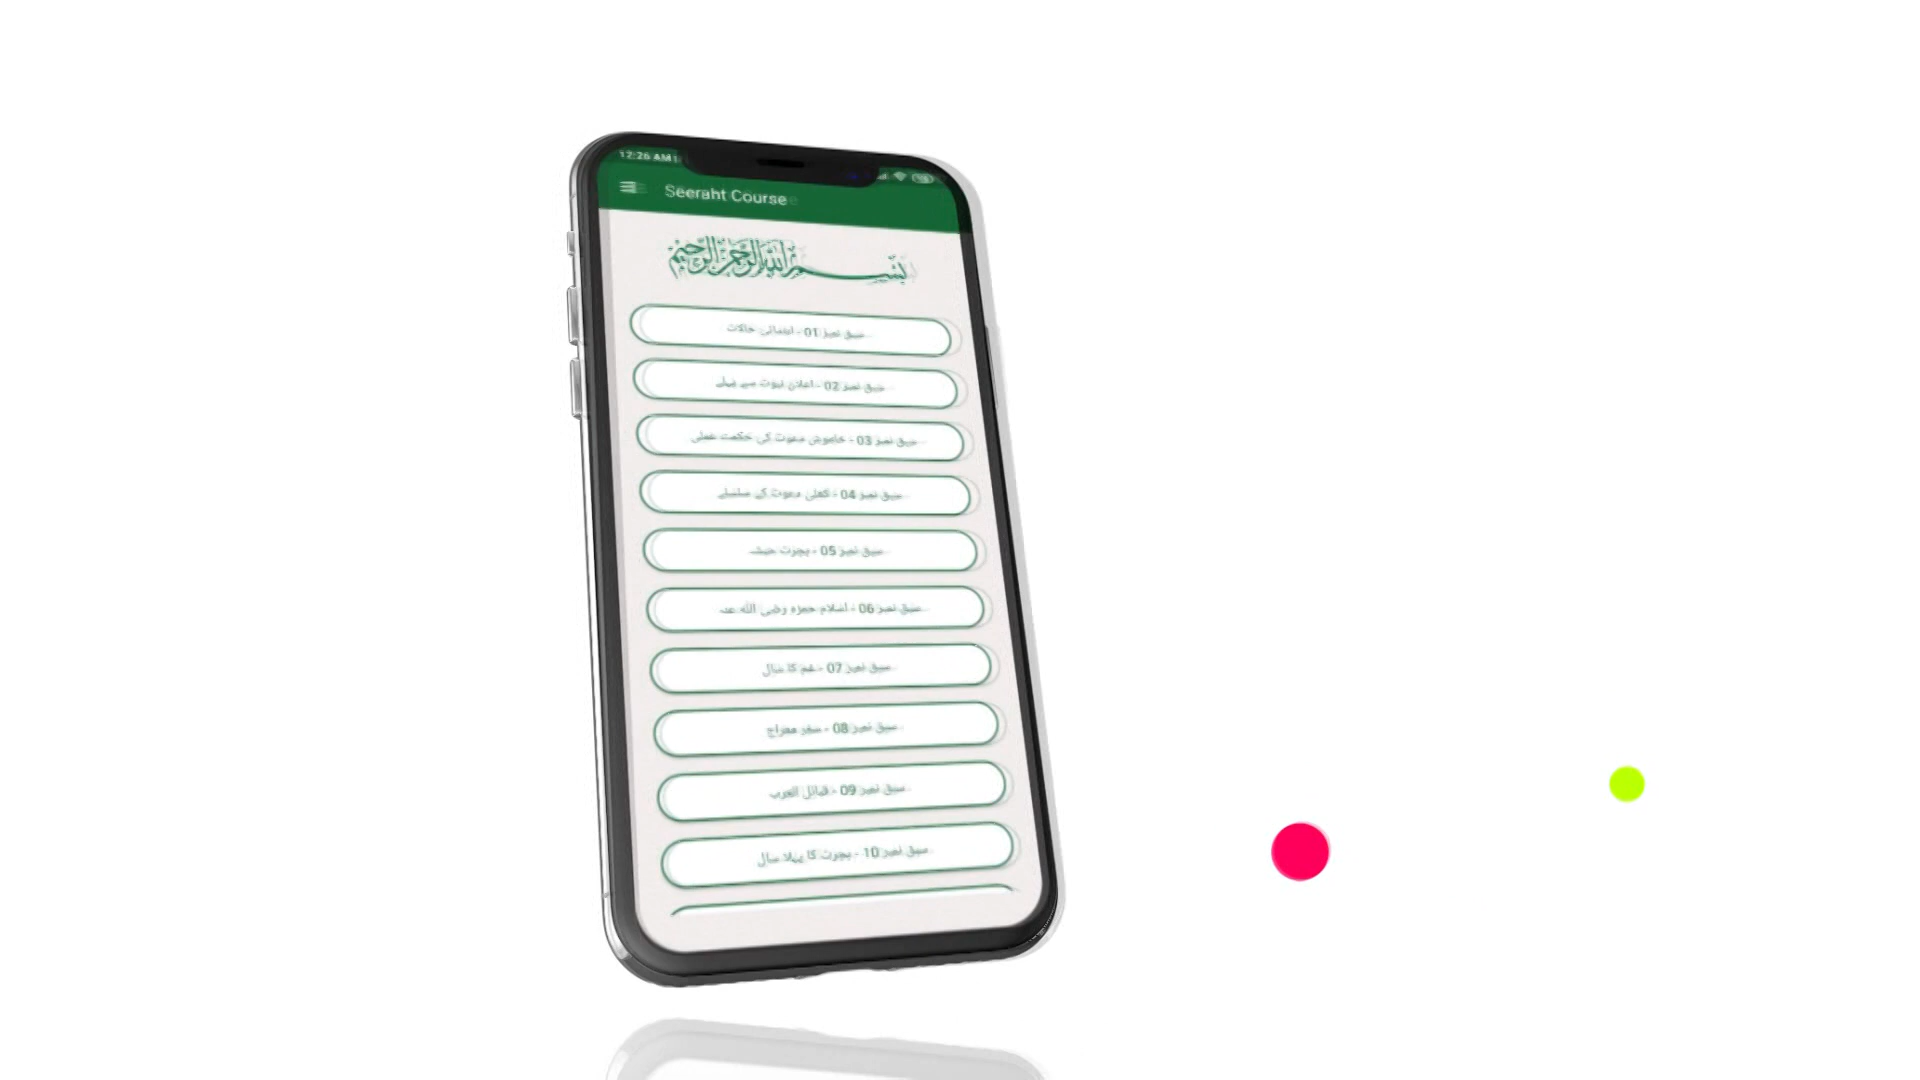 12:26 AM
Seeraht Course
بسم الله الرحمن الرحيم
سبق نمبر 01 - ابتدائی حالات
سبق نمبر 02 - اعلان نبوت سے پہلے
سبق نمبر 03 - خاموش دعوت کی حکمت عملی
سبق نمبر 04 - کھلی دعوت کے سلسلے
سبق نمبر 05 - ہجرت حبشہ
سبق نمبر 06 - اسلام حمزہ رضی الله عنہ
سبق نمبر 07 - غم کا سال
سبق نمبر 08 - سفر معراج
سبق نمبر 09 - قبائل العرب
سبق نمبر 10 - ہجرت کا پہلا سال